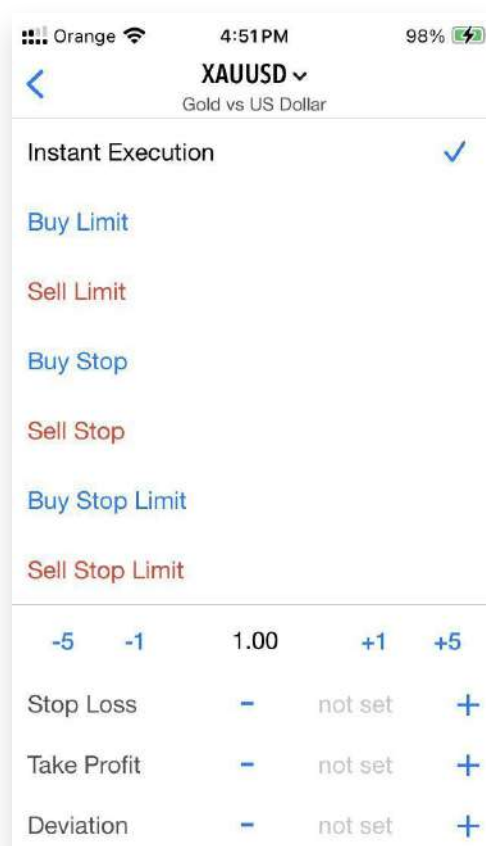 Orange 4:51 PM 98%
XAUUSD
Gold vs US Dollar
Instant Execution
Buy Limit
Sell Limit
Buy Stop
Sell Stop
Buy Stop Limit
Sell Stop Limit
-5 -1 1.00 +1 +5
Stop Loss - not set +
Take Profit - not set +
Deviation - not set +